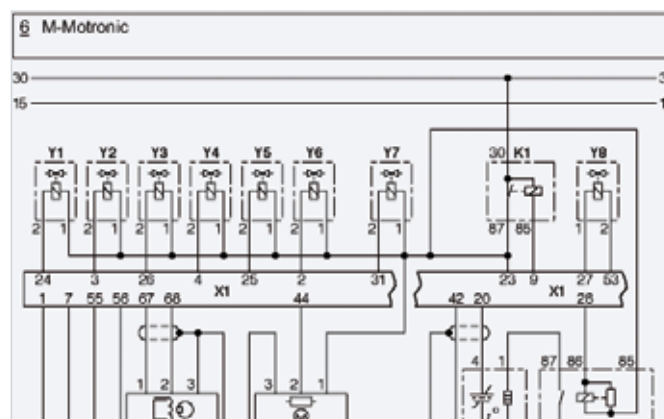 6 M-Motronic
30
15
Y1 Y2 Y3 Y4 Y5 Y6 Y7 30 K1 Y8
2 1 2 1 2 1 2 1 2 1 2 1 2 1 87 85 1 2
24 3 26 4 25 2 31 23 9 27 53
X1 X1
1 7 55 56 67 68 44 42 20 26
4 1 87 86 85
1 2 3 3 2 1